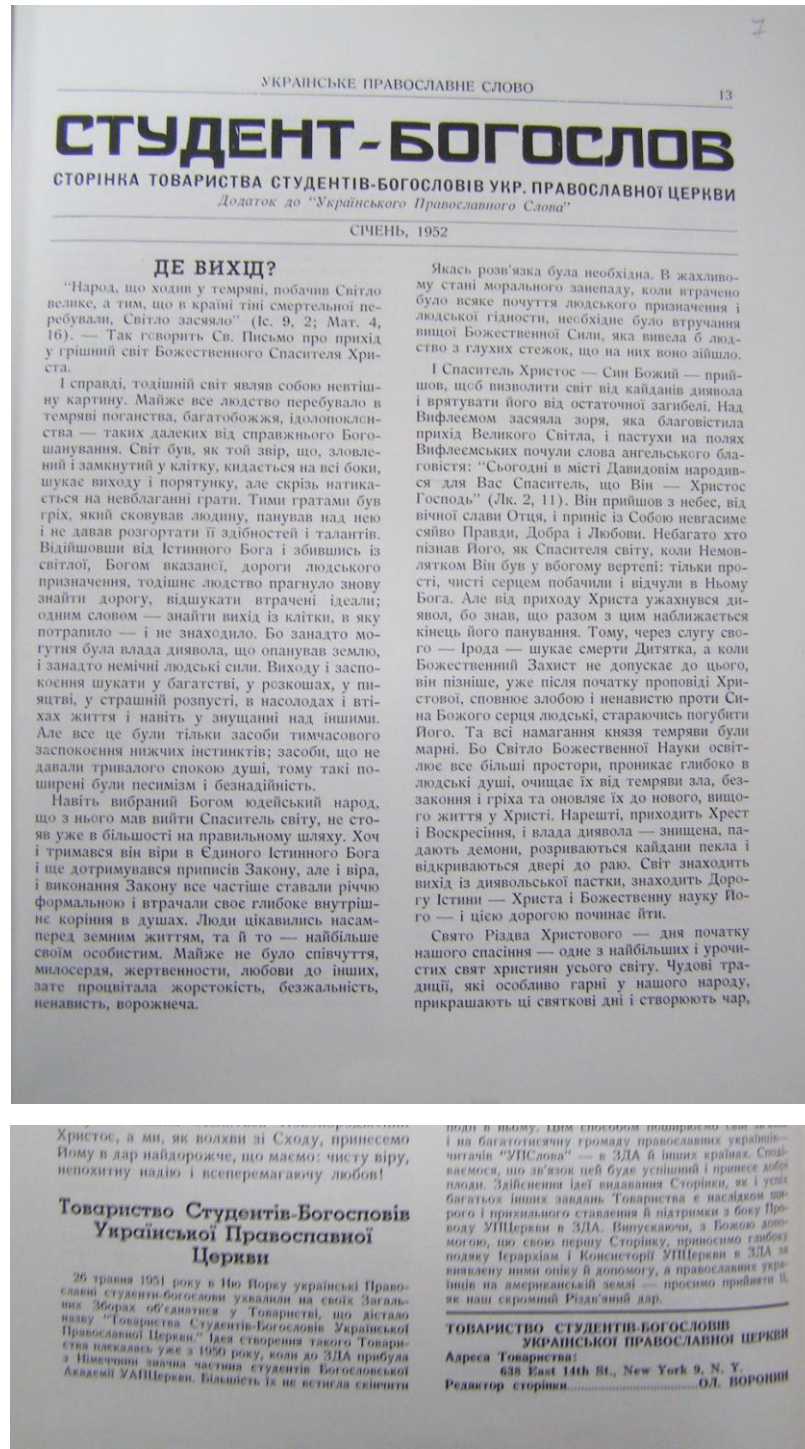 7
УКРАЇНСЬКЕ ПРАВОСЛАВНЕ СЛОВО
13
СТУДЕНТ-БОГОСЛОВ
СТОРІНКА ТОВАРИСТВА СТУДЕНТІВ-БОГОСЛОВІВ УКР. ПРАВОСЛАВНОЇ ЦЕРКВИ
Додаток до "Українського Православного Слова"
СІЧЕНЬ, 1952
ДЕ ВИХІД?
"Народ, що ходив у темряві, побачив Світло
велике, а тим, що в країні тіні смертельної пе-
ребували, Світло засяяло" (Іс. 9, 2; Мат. 4,
16). — Так говорить Св. Письмо про прихід
у грішний світ Божественного Спасителя Хри-
ста.
І справді, тодішній світ являв собою невтіш-
ну картину. Майже все людство перебувало в
темряві поганства, багатобожжя, ідолопоклон-
ства — таких далеких від справжнього Бого-
шанування. Світ був, як той звір, що, зловле-
ний і замкнутий у клітку, кидається на всі боки,
шукає виходу і порятунку, але скрізь натика-
ється на невблаганні грати. Тими гратами був
гріх, який сковував людину, панував над нею
і не давав розгортати її здібностей і талантів.
Відійшовши від Істинного Бога і збившись із
світлої, Богом вказаної, дороги людського
призначення, тодішнє людство прагнуло знову
знайти дорогу, відшукати втрачені ідеали;
одним словом — знайти вихід із клітки, в яку
потрапило — і не знаходило. Бо занадто мо-
гутня була влада диявола, що опанував землю,
і занадто немічні людські сили. Виходу і заспо-
коєння шукати у багатстві, у розкошах, у пи-
яцтві, у страшній розпусті, в насолодах і вті-
хах життя і навіть у знущанні над іншими.
Але все це були тільки засоби тимчасового
заспокоєння нижчих інстинктів; засоби, що не
давали тривалого спокою душі, тому такі по-
ширені були песимізм і безнадійність.
Навіть вибраний Богом юдейський народ,
що з нього мав вийти Спаситель світу, не сто-
яв уже в більшості на правильному шляху. Хоч
і тримався він віри в Єдиного Істинного Бога
і ще дотримувався приписів Закону, але і віра,
і виконання Закону все частіше ставали річчю
формальною і втрачали своє глибоке внутріш-
нє коріння в душах. Люди цікавились насам-
перед земним життям, та й то — найбільше
своїм особистим. Майже не було співчуття,
милосердя, жертвенности, любови до інших,
зате процвітала жорстокість, безжальність,
ненависть, ворожнеча.
Якась розв'язка була необхідна. В жахливо-
му стані морального занепаду, коли втрачено
було всяке почуття людського призначення і
людської гідности, необхідне було втручання
вищої Божественної Сили, яка вивела б люд-
ство з глухих стежок, що на них воно зійшло.
І Спаситель Христос — Син Божий — прий-
шов, щоб визволити світ від кайданів диявола
і врятувати його від остаточної загибелі. Над
Вифлеємом засяяла зоря, яка благовістила
прихід Великого Світла, і пастухи на полях
Вифлеємських почули слова ангельського бла-
говістя: "Сьогодні в місті Давидовім народив-
ся для Вас Спаситель, що Він — Христос
Господь" (Лк. 2, 11). Він прийшов з небес, від
вічної слави Отця, і приніс із Собою невгасиме
сяйво Правди, Добра і Любови. Небагато хто
пізнав Його, як Спасителя світу, коли Немов-
лятком Він був у вбогому вертепі: тільки про-
сті, чисті серцем побачили і відчули в Ньому
Бога. Але від приходу Христа ужахнувся ди-
явол, бо знав, що разом з цим наближається
кінець його панування. Тому, через слугу сво-
го — Ірода — шукає смерти Дитятка, а коли
Божественний Захист не допускає до цього,
він пізніше, уже після початку проповіді Хри-
стової, сповнює злобою і ненавистю проти Си-
на Божого серця людські, стараючись погубити
Його. Та всі намагання князя темряви були
марні. Бо Світло Божественної Науки освіт-
лює все більші простори, проникає глибоко в
людські душі, очищає їх від темряви зла, без-
законня і гріха та оновляє їх до нового, вищо-
го життя у Христі. Нарешті, приходить Хрест
і Воскресіння, і влада диявола — знищена, па-
дають демони, розриваються кайдани пекла і
відкриваються двері до раю. Світ знаходить
вихід із диявольської пастки, знаходить Доро-
гу Істини — Христа і Божественну науку Йо-
го — і цією дорогою починає йти.
Свято Різдва Христового — дня початку
нашого спасіння — одне з найбільших і урочи-
стих свят християн усього світу. Чудові тра-
диції, які особливо гарні у нашого народу,
прикрашають ці святкові дні і створюють чар,
Христос, а ми, як волхви зі Сходу, принесемо
Йому в дар найдорожче, що маємо: чисту віру,
непохитну надію і всеперемагаючу любов!
Товариство Студентів-Богословів
Української Православної
Церкви
26 травня 1951 року в Ню Йорку українські Право-
славні студенти-богослови ухвалили на своїх Загаль-
них Зборах об'єднатися у Товаристві, що дістало
назву "Товариства Студентів-Богословів Української
Православної Церкви." Ідея створення такого Товари-
ства плекалась уже з 1950 року, коли до ЗДА прибула
з Німеччини значна частина студентів Богословської
Академії УАПЦеркви. Більшість їх не встигла скінчити
події в ньому. Цим способом поширюємо
і на багатотисячну громаду православних українців—
читачів "УПСлова" — в ЗДА й інших країнах. Споді-
ваємося, що зв'язок цей буде успішний і принесе добрі
плоди. Здійснення ідеї видавання Сторінки, як і успіх
багатьох інших завдань Товариства є наслідком щи-
рого і прихильного ставлення й підтримки з боку Про-
воду УПЦеркви в ЗДА. Випускаючи, з Божою допо-
могою, цю свою першу Сторінку, приносимо глибоку
подяку Ієрархіям і Консисторії УПЦеркви в ЗДА за
виявлену ними опіку й допомогу, а православних укра-
їнців на американській землі — просимо прийняти її,
як наш скромний Різдв'яний дар.
ТОВАРИСТВО СТУДЕНТІВ-БОГОСЛОВІВ
УКРАЇНСЬКОЇ ПРАВОСЛАВНОЇ ЦЕРКВИ
Адреса Товариства:
638 East 14th St., New York 9, N. Y.
Редактор сторінки......................ОЛ. ВОРОНИН